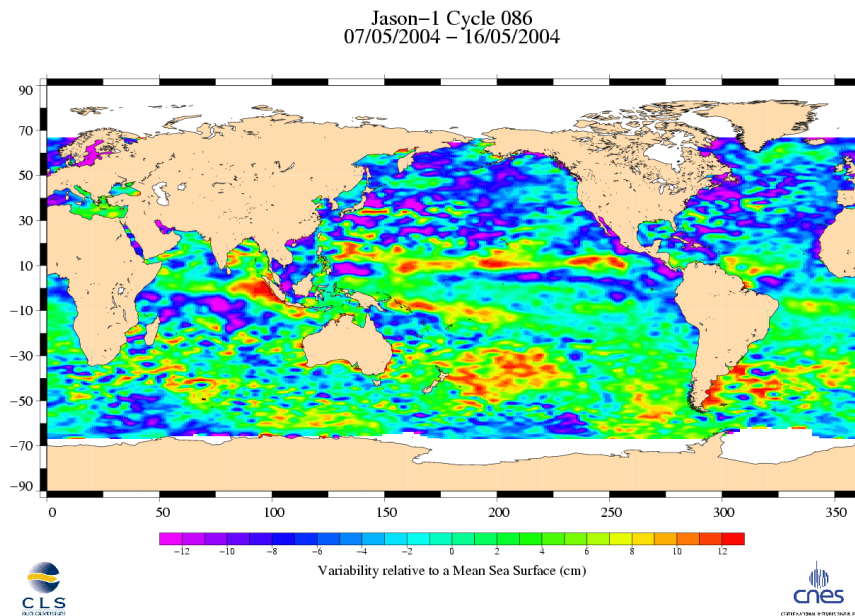 Jason−1 Cycle 086
07/05/2004 − 16/05/2004
90
70
50
30
10
−10
−30
−50
−70
−90
0 50 100 150 200 250 300 350
−12 −10 −8 −6 −4 −2 0 2 4 6 8 10 12
Variability relative to a Mean Sea Surface (cm)
CLS
cnes